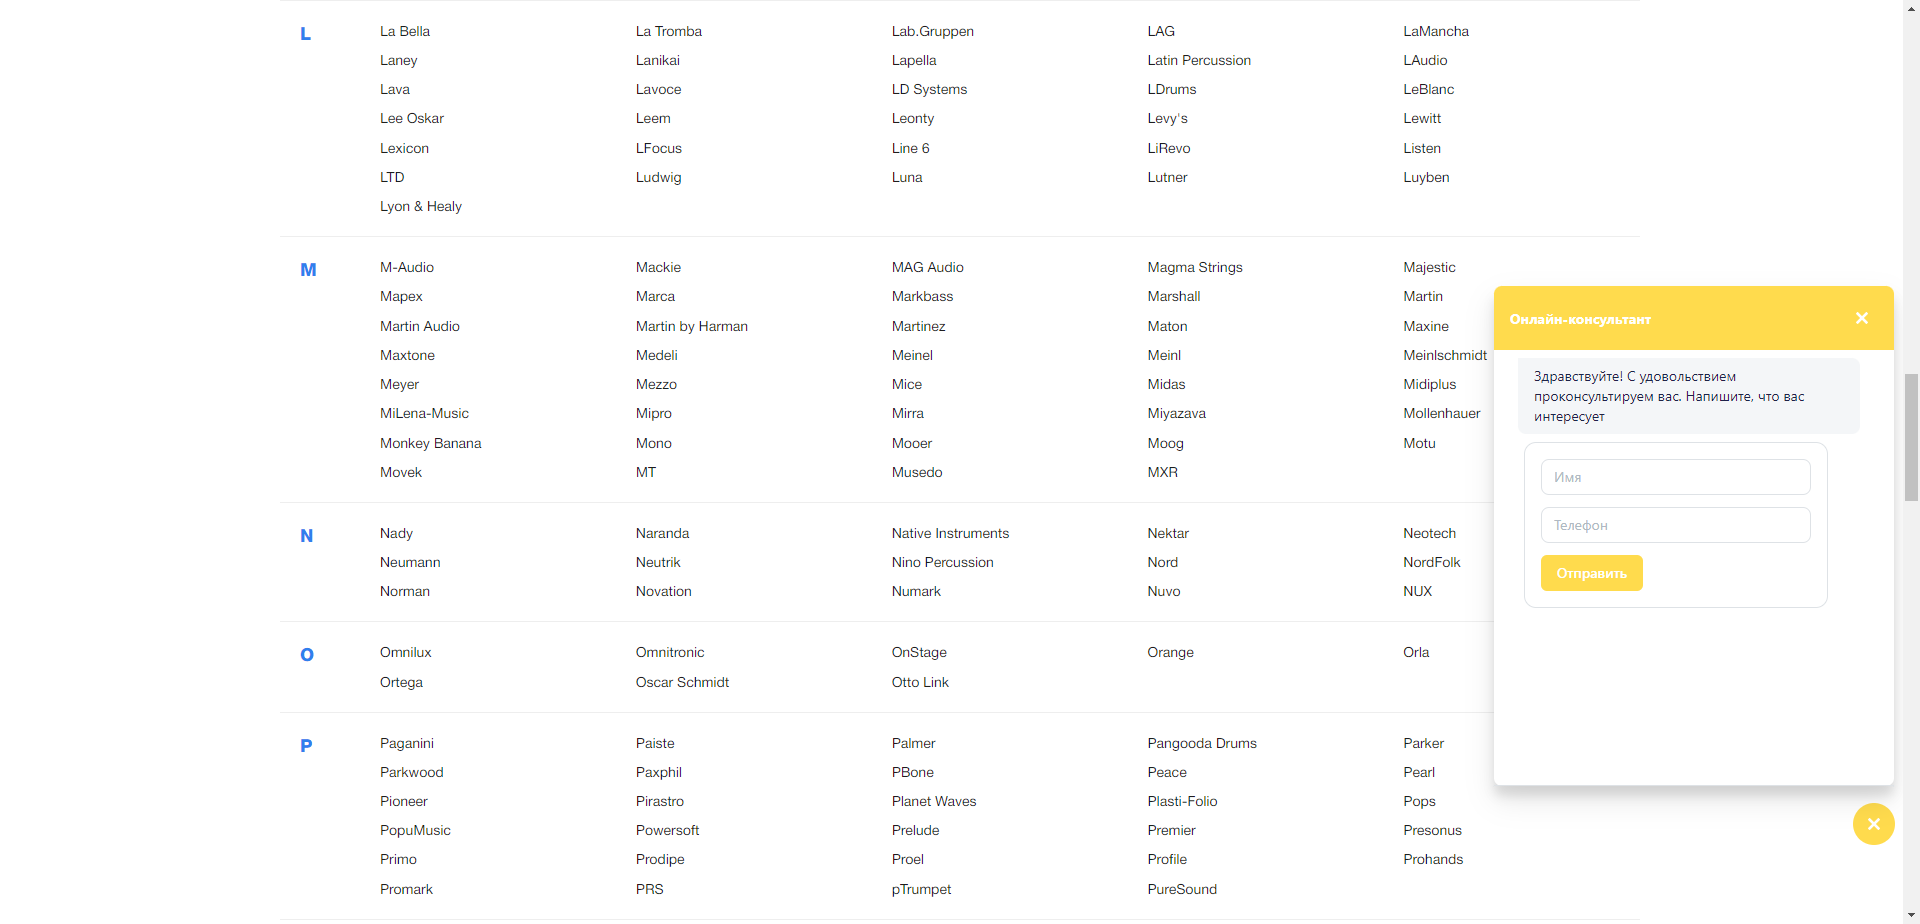 L
La Bella La Tromba Lab.Gruppen LAG LaMancha
Laney Lanikai Lapella Latin Percussion LAudio
Lava Lavoce LD Systems LDrums LeBlanc
Lee Oskar Leem Leonty Levy's Lewitt
Lexicon LFocus Line 6 LiRevo Listen
LTD Ludwig Luna Lutner Luyben
Lyon & Healy
M
M-Audio Mackie MAG Audio Magma Strings Majestic
Mapex Marca Markbass Marshall Martin
Martin Audio Martin by Harman Martinez Maton Maxine
Maxtone Medeli Meinel Meinl Meinlschmidt
Meyer Mezzo Mice Midas Midiplus
MiLena-Music Mipro Mirra Miyazava Mollenhauer
Monkey Banana Mono Mooer Moog Motu
Movek MT Musedo MXR
N
Nady Naranda Native Instruments Nektar Neotech
Neumann Neutrik Nino Percussion Nord NordFolk
Norman Novation Numark Nuvo NUX
O
Omnilux Omnitronic OnStage Orange Orla
Ortega Oscar Schmidt Otto Link
P
Paganini Paiste Palmer Pangooda Drums Parker
Parkwood Paxphil PBone Peace Pearl
Pioneer Pirastro Planet Waves Plasti-Folio Pops
PopuMusic Powersoft Prelude Premier Presonus
Primo Prodipe Proel Profile Prohands
Promark PRS pTrumpet PureSound
Онлайн-консультант
Здравствуйте! С удовольствием
проконсультируем вас. Напишите, что вас
интересует
Имя
Телефон
Отправить